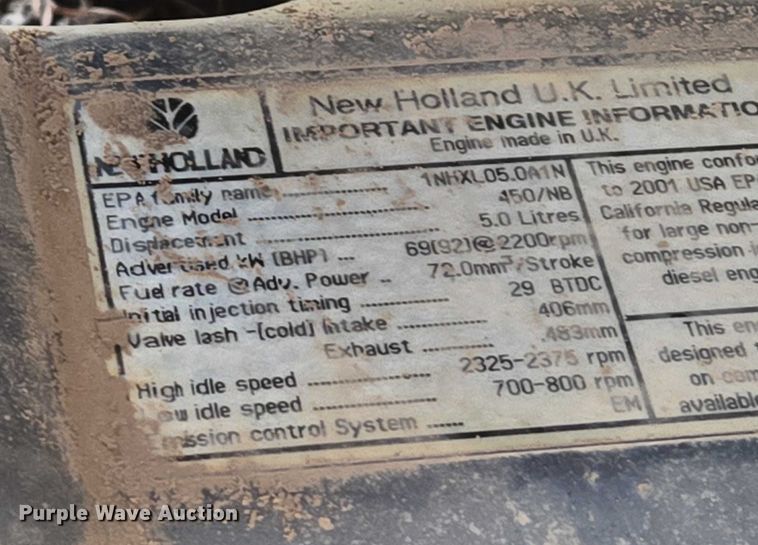 New Holland U.K. Limited
IMPORTANT ENGINE INFORMATIO
Engine made in U.K.
NEW HOLLAND
EPA family name 1NHXL05.0A1N
Engine Model 450/NB
Displacement 5.0 Litres
Advertised kW (BHP) ... 69(92)@2200rpm
Fuel rate @ Adv. Power .. 72.0mm³/Stroke
Initial injection timing 29 BTDC
Valve lash -(cold) Intake 406mm
Exhaust .483mm
High idle speed 2325-2375 rpm
Low idle speed 700-800 rpm
Emission control System ...... EM
This engine confo
to 2001 USA EP
California Regula
for large non-
compression-i
diesel eng
This en
designed
on com
available
Purple Wave Auction